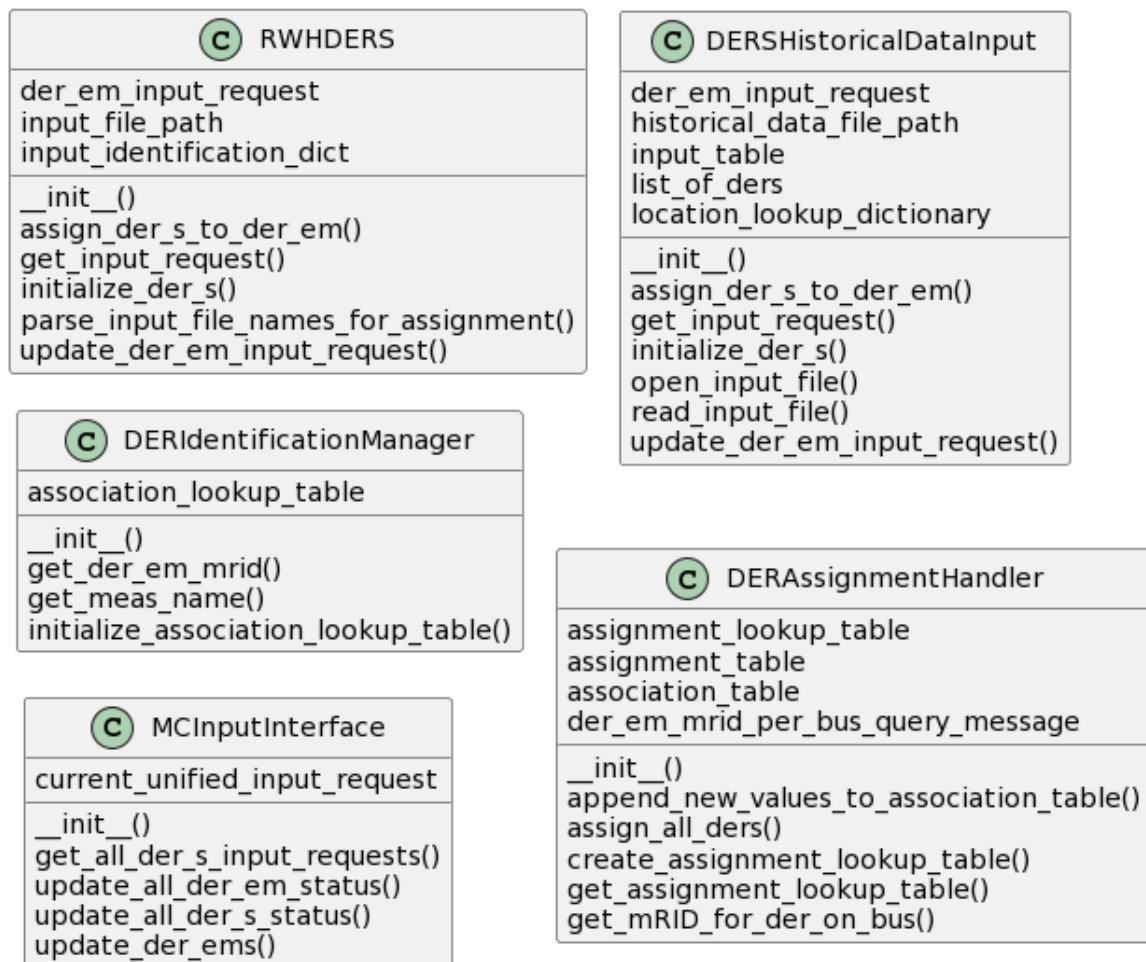 C RWHDERS
der_em_input_request
input_file_path
input_identification_dict
__init__()
assign_der_s_to_der_em()
get_input_request()
initialize_der_s()
parse_input_file_names_for_assignment()
update_der_em_input_request()
C DERSHistoricalDataInput
der_em_input_request
historical_data_file_path
input_table
list_of_ders
location_lookup_dictionary
__init__()
assign_der_s_to_der_em()
get_input_request()
initialize_der_s()
open_input_file()
read_input_file()
update_der_em_input_request()
C DERIdentificationManager
association_lookup_table
__init__()
get_der_em_mrid()
get_meas_name()
initialize_association_lookup_table()
C DERAssignmentHandler
assignment_lookup_table
assignment_table
association_table
der_em_mrid_per_bus_query_message
__init__()
append_new_values_to_association_table()
assign_all_ders()
create_assignment_lookup_table()
get_assignment_lookup_table()
get_mRID_for_der_on_bus()
C MCInputInterface
current_unified_input_request
__init__()
get_all_der_s_input_requests()
update_all_der_em_status()
update_all_der_s_status()
update_der_ems()